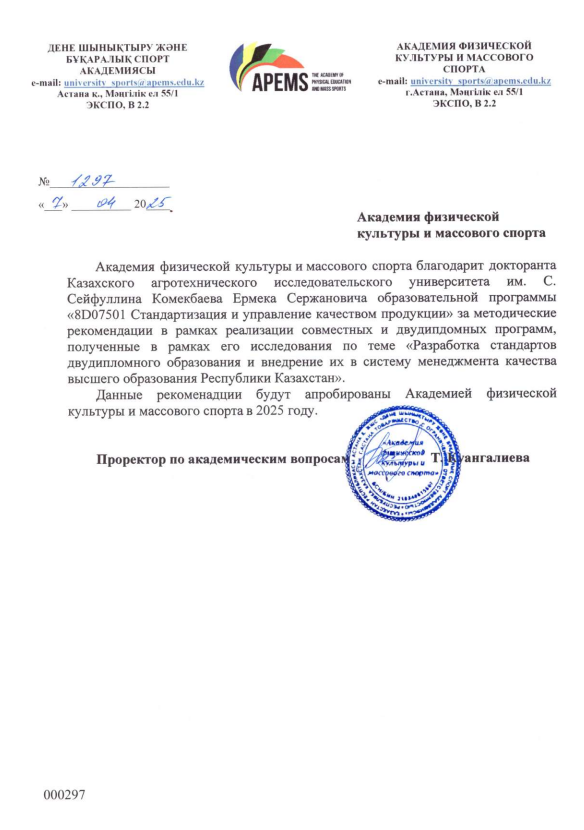 ДЕНЕ ШЫНЫҚТЫРУ ЖӘНЕ
БҰҚАРАЛЫҚ СПОРТ
АКАДЕМИЯСЫ
e-mail: university_sports@apems.edu.kz
Астана қ., Мәңгілік ел 55/1
ЭКСПО, В 2.2
APEMS
THE ACADEMY OF
PHYSICAL EDUCATION
AND MASS SPORTS
АКАДЕМИЯ ФИЗИЧЕСКОЙ
КУЛЬТУРЫ И МАССОВОГО
СПОРТА
e-mail: university_sports@apems.edu.kz
г.Астана, Мәңгілік ел 55/1
ЭКСПО, В 2.2
№ 1297
«7» 04 2025
Академия физической
культуры и массового спорта
Академия физической культуры и массового спорта благодарит докторанта
Казахского агротехнического исследовательского университета им. С.
Сейфуллина Комекбаева Ермека Сержановича образовательной программы
«8D07501 Стандартизация и управление качеством продукции» за методические
рекомендации в рамках реализации совместных и двудипдомных программ,
полученные в рамках его исследования по теме «Разработка стандартов
двудипломного образования и внедрение их в систему менеджмента качества
высшего образования Республики Казахстан».
Данные рекоменадции будут апробированы Академией физической
культуры и массового спорта в 2025 году.
Проректор по академическим вопросам Т. Куангалиева
«Академия
физической
культуры и
массового спорта»
000297